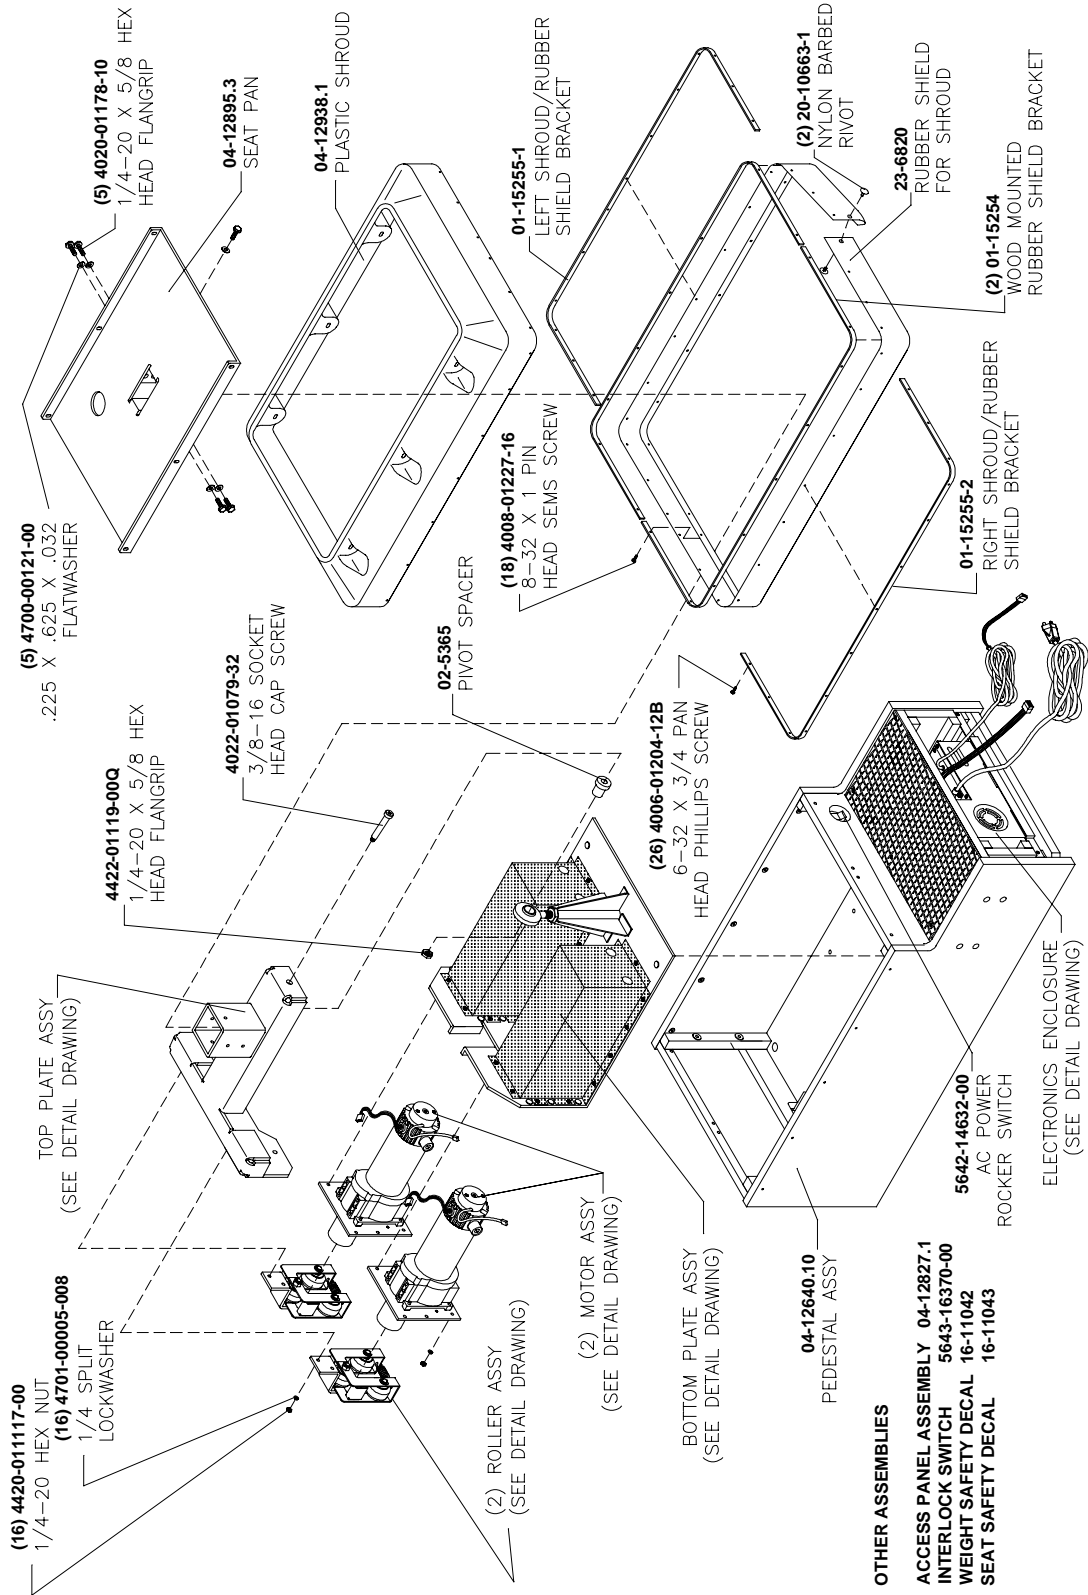 (16) 4420-011117-00
1/4-20 HEX NUT
(16) 4701-00005-008
1/4 SPLIT
LOCKWASHER
TOP PLATE ASSY
(SEE DETAIL DRAWING)
4422-01119-00Q
1/4-20 X 5/8 HEX
HEAD FLANGRIP
4022-01079-32
3/8-16 SOCKET
HEAD CAP SCREW
02-5365
PIVOT SPACER
(5) 4700-00121-00
.225 X .625 X .032
FLATWASHER
(5) 4020-01178-10
1/4-20 X 5/8 HEX
HEAD FLANGRIP
04-12895.3
SEAT PAN
04-12938.1
PLASTIC SHROUD
01-15255-1
LEFT SHROUD/RUBBER
SHIELD BRACKET
(18) 4008-01227-16
8-32 X 1 PIN
HEAD SEMS SCREW
(2) 20-10663-1
NYLON BARBED
RIVOT
23-6820
RUBBER SHIELD
FOR SHROUD
(2) 01-15254
WOOD MOUNTED
RUBBER SHIELD BRACKET
01-15255-2
RIGHT SHROUD/RUBBER
SHIELD BRACKET
(26) 4006-01204-12B
6-32 X 3/4 PAN
HEAD PHILLIPS SCREW
(2) ROLLER ASSY
(SEE DETAIL DRAWING)
(2) MOTOR ASSY
(SEE DETAIL DRAWING)
BOTTOM PLATE ASSY
(SEE DETAIL DRAWING)
04-12640.10
PEDESTAL ASSY
5642-14632-00
AC POWER
ROCKER SWITCH
ELECTRONICS ENCLOSURE
(SEE DETAIL DRAWING)
OTHER ASSEMBLIES
ACCESS PANEL ASSEMBLY 04-12827.1
INTERLOCK SWITCH 5643-16370-00
WEIGHT SAFETY DECAL 16-11042
SEAT SAFETY DECAL 16-11043